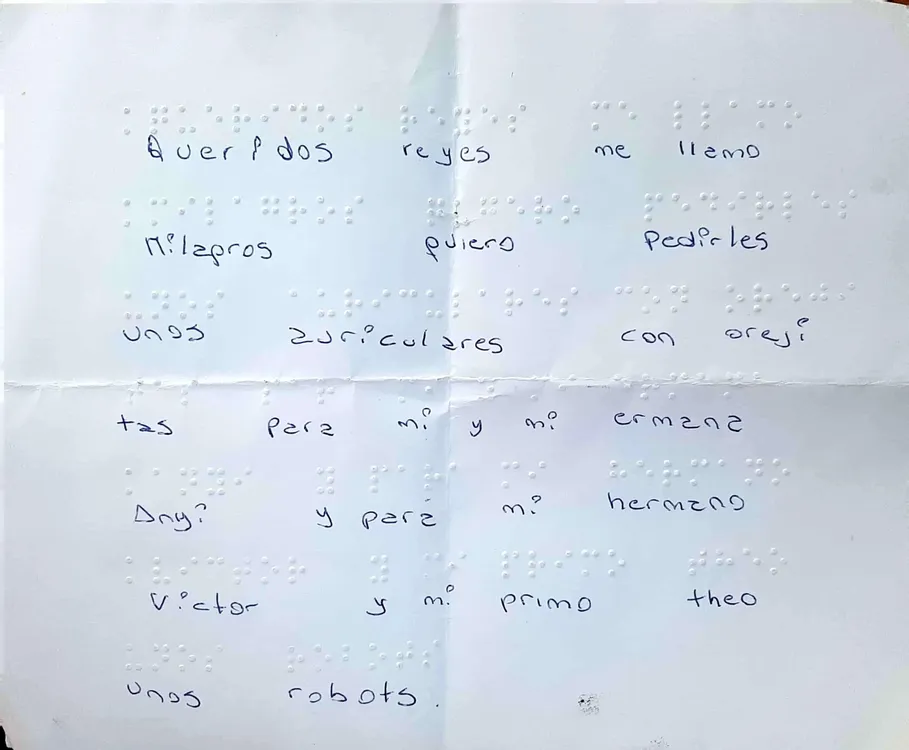 Queridos reyes me llamo
Milagros quiero Pedirles
unos auriculares con oreji
tas para mi y mi ermana
Any? y para mi hermano
Victor y mi primo theo
unos robots.